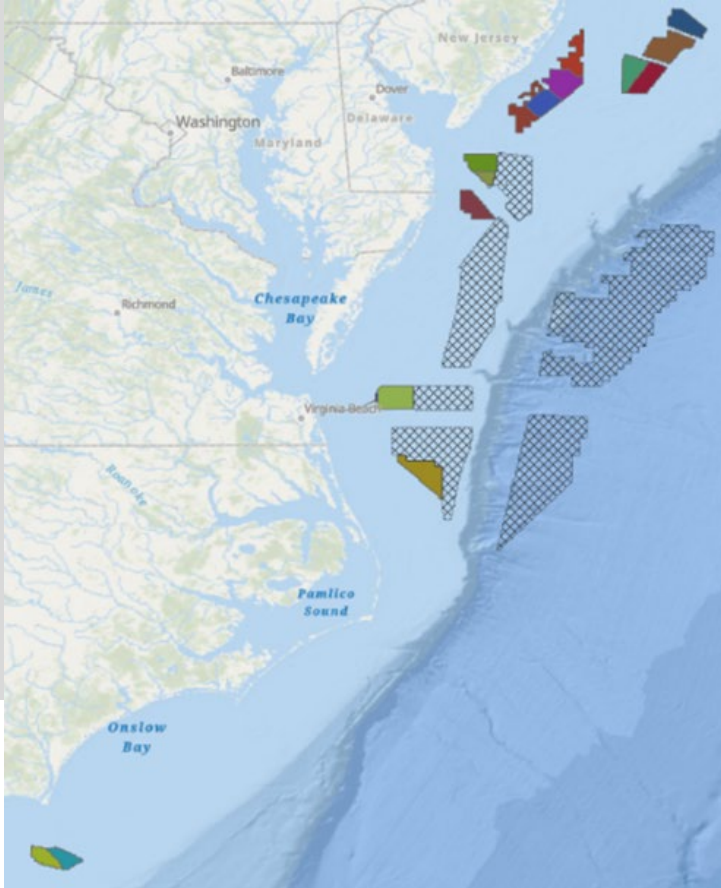 New Jersey
Baltimore
Dover
Washington
Delaware
Maryland
James
Chesapeake
Bay
Richmond
Virginia Beach
Roanoke
Pamlico
Sound
Onslow
Bay